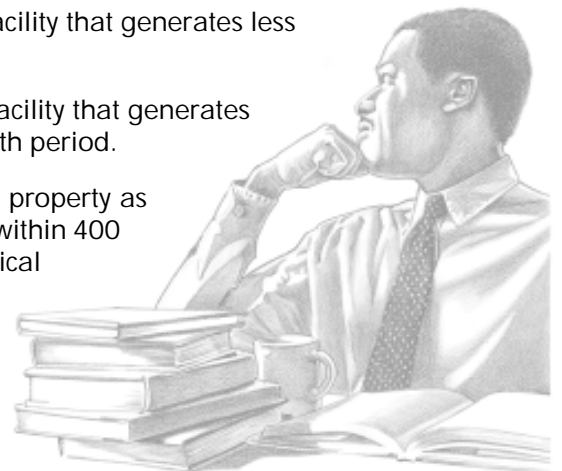 acility that generates less
acility that generates
th period.
property as
within 400
ical